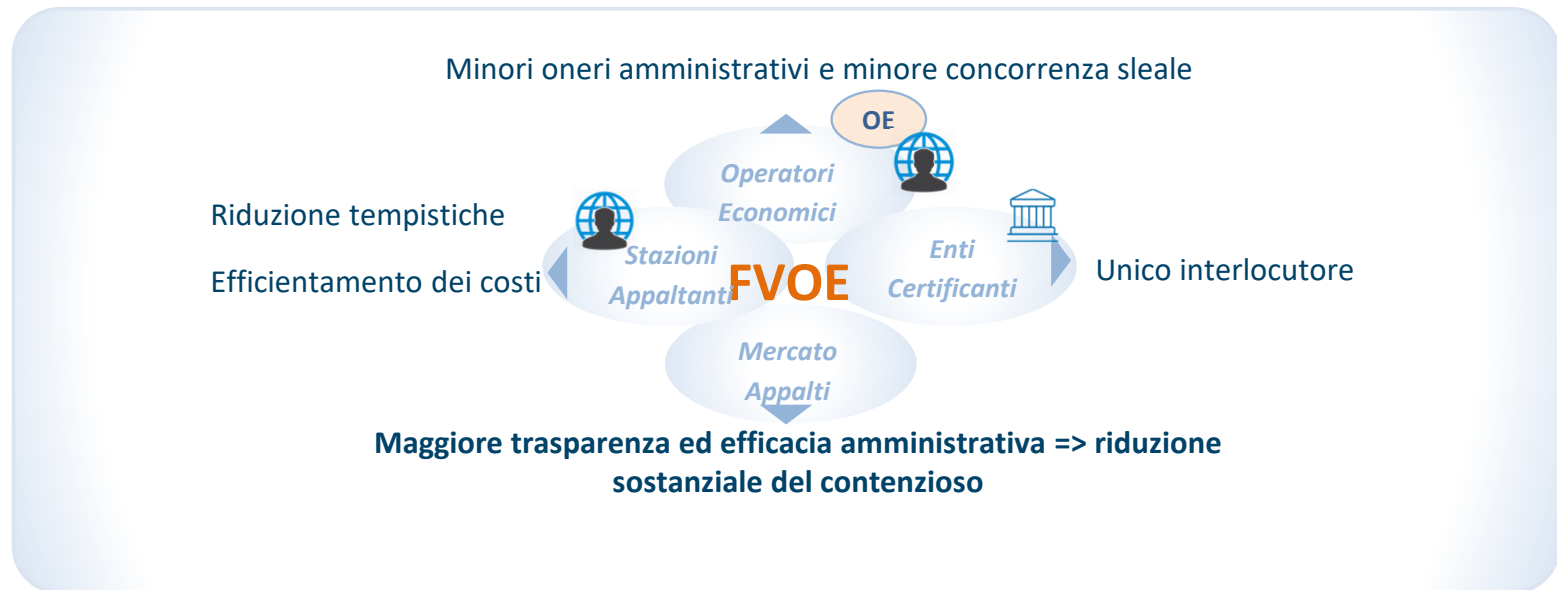 Minori oneri amministrativi e minore concorrenza sleale
OE
Operatori
Economici
Riduzione tempistiche
Efficientamento dei costi
Stazioni
Appaltanti
FVOE
Enti
Certificanti
Unico interlocutore
Mercato
Appalti
Maggiore trasparenza ed efficacia amministrativa => riduzione
sostanziale del contenzioso